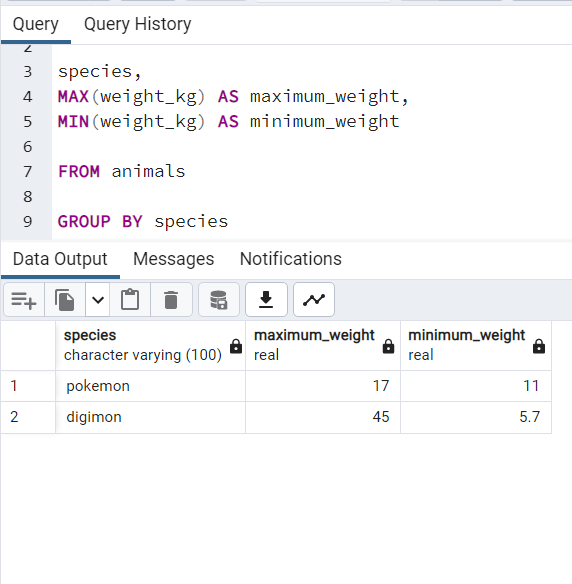 Query Query History
2
3 species,
4 MAX(weight_kg) AS maximum_weight,
5 MIN(weight_kg) AS minimum_weight
6
7 FROM animals
8
9 GROUP BY species
Data Output Messages Notifications
species maximum_weight minimum_weight
character varying (100) real real
1 pokemon 17 11
2 digimon 45 5.7